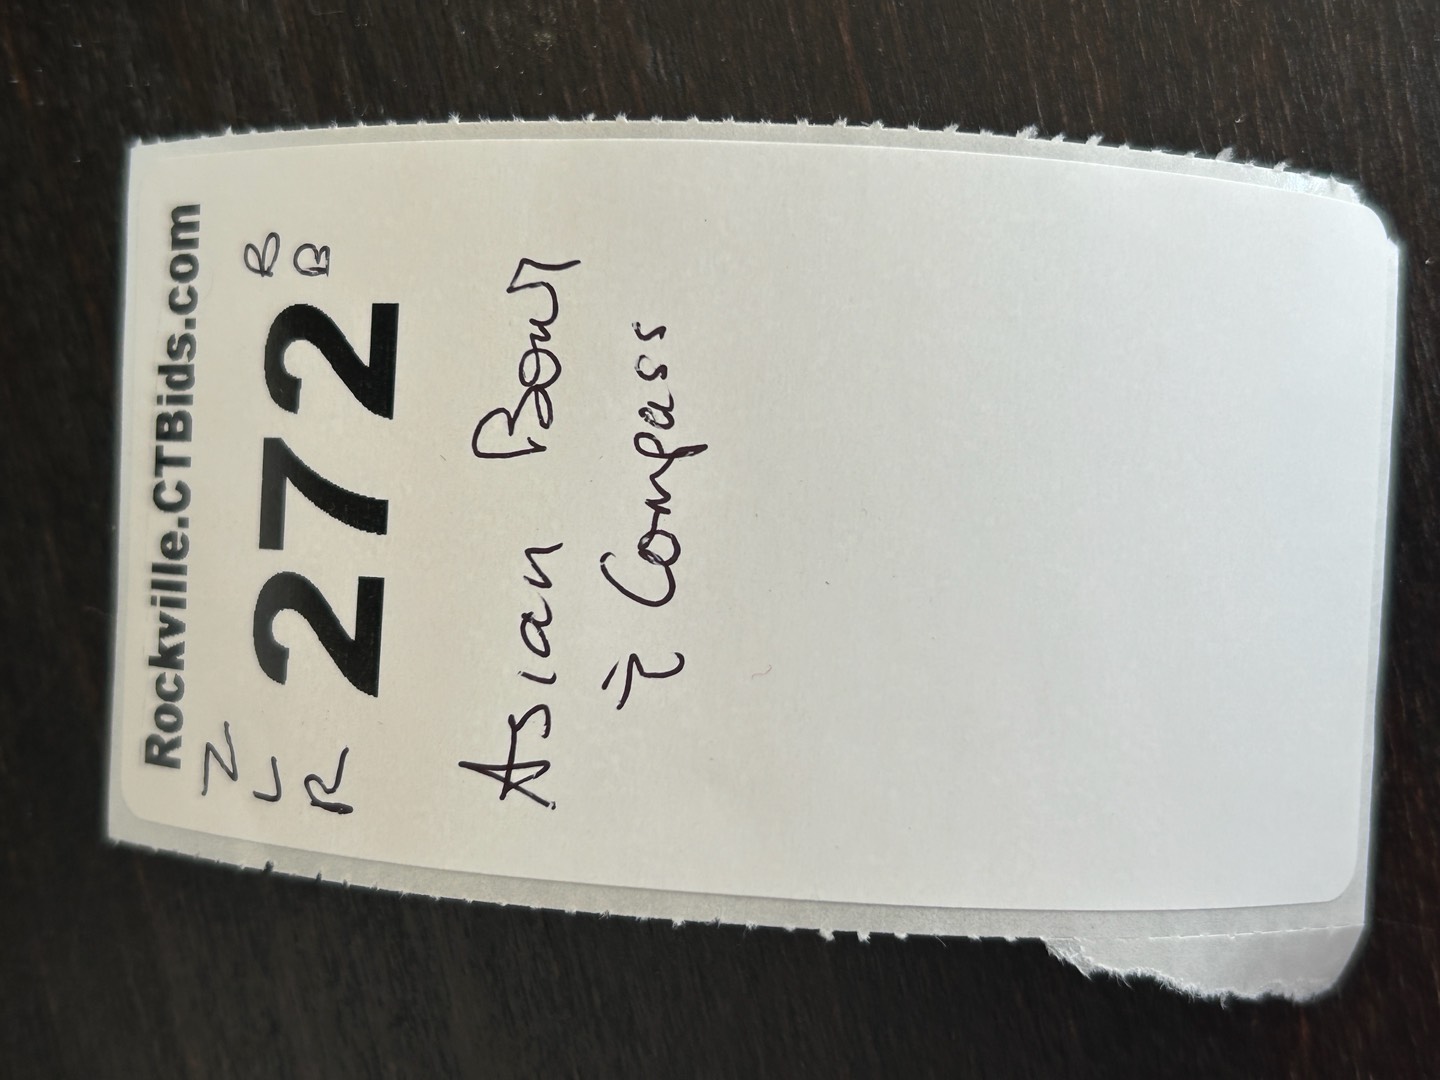 Rockville.CTBids.com
Z
L B
R 272 B
Asian Bowl
c̄ Compass